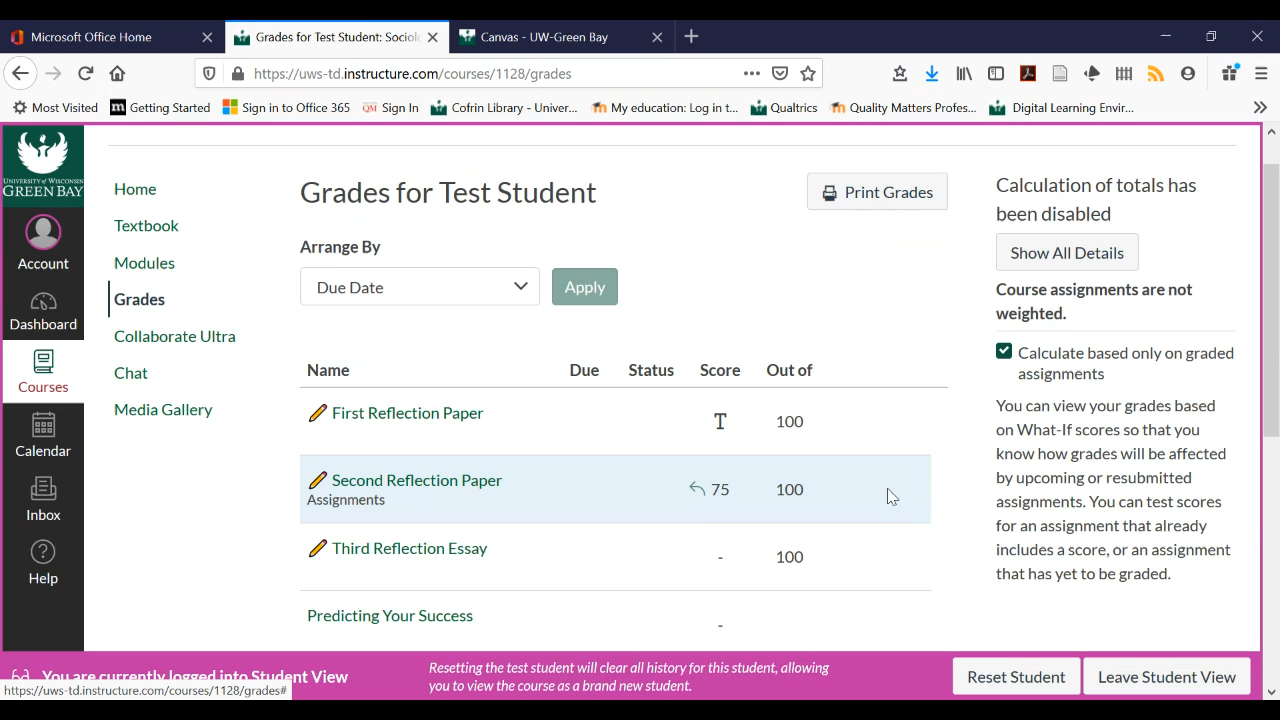 Microsoft Office Home
Grades for Test Student: Sociol
Canvas - UW-Green Bay
https://uws-td.instructure.com/courses/1128/grades
Most Visited
Getting Started
Sign in to Office 365
QM Sign In
Cofrin Library - Univer...
My education: Log in t...
Qualtrics
Quality Matters Profes...
Digital Learning Envir...
UNIVERSITY of WISCONSIN
GREEN BAY
Account
Dashboard
Courses
Calendar
Inbox
Help
Home
Textbook
Modules
Grades
Collaborate Ultra
Chat
Media Gallery
Grades for Test Student
Print Grades
Arrange By
Due Date
Apply
Name Due Status Score Out of
First Reflection Paper T 100
Second Reflection Paper 75 100
Assignments
Third Reflection Essay - 100
Predicting Your Success -
Calculation of totals has
been disabled
Show All Details
Course assignments are not
weighted.
Calculate based only on graded
assignments
You can view your grades based
on What-If scores so that you
know how grades will be affected
by upcoming or resubmitted
assignments. You can test scores
for an assignment that already
includes a score, or an assignment
that has yet to be graded.
You are currently logged into Student View
Resetting the test student will clear all history for this student, allowing
you to view the course as a brand new student.
Reset Student
Leave Student View
https://uws-td.instructure.com/courses/1128/grades#